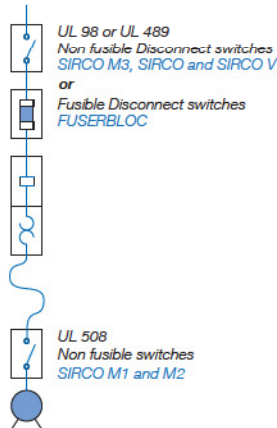 UL 98 or UL 489
Non fusible Disconnect switches
SIRCO M3, SIRCO and SIRCO V
or
Fusible Disconnect switches
FUSERBLOC
UL 508
Non fusible switches
SIRCO M1 and M2